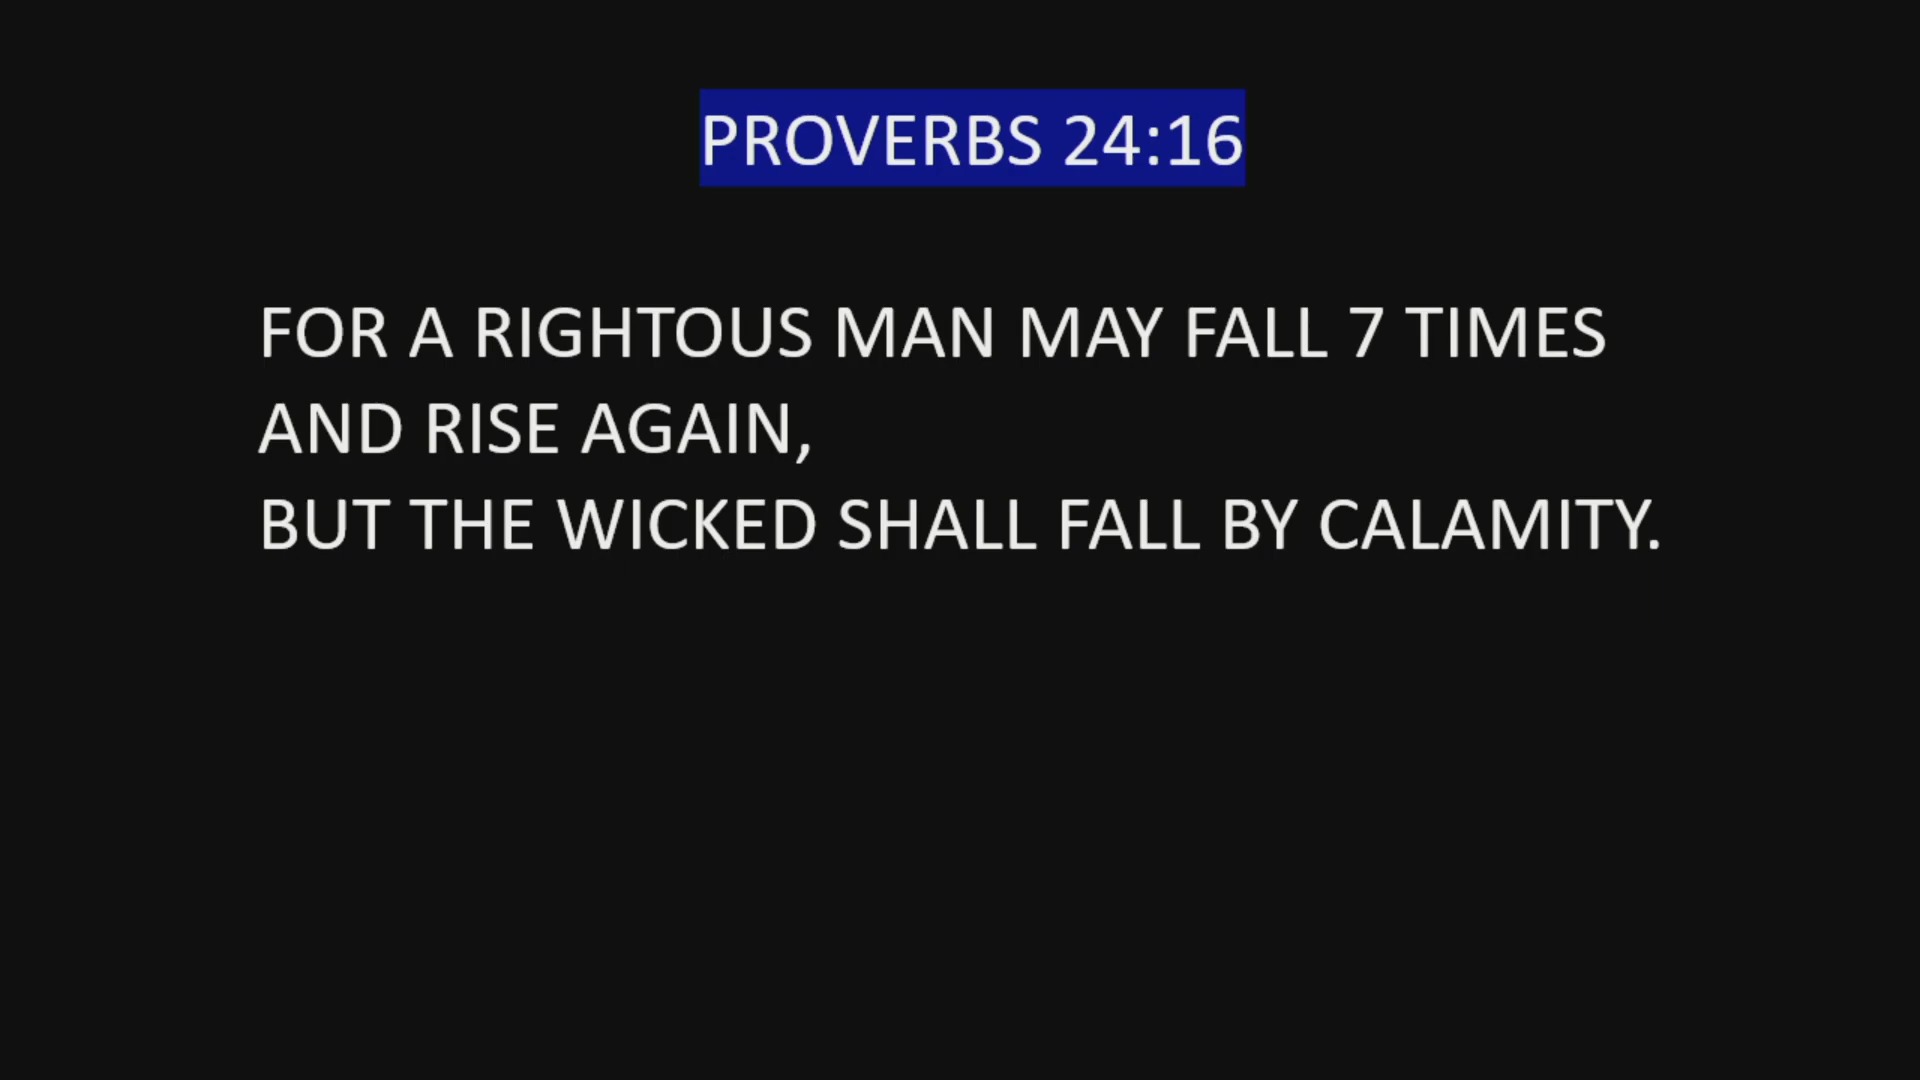 PROVERBS 24:16
FOR A RIGHTOUS MAN MAY FALL 7 TIMES
AND RISE AGAIN,
BUT THE WICKED SHALL FALL BY CALAMITY.